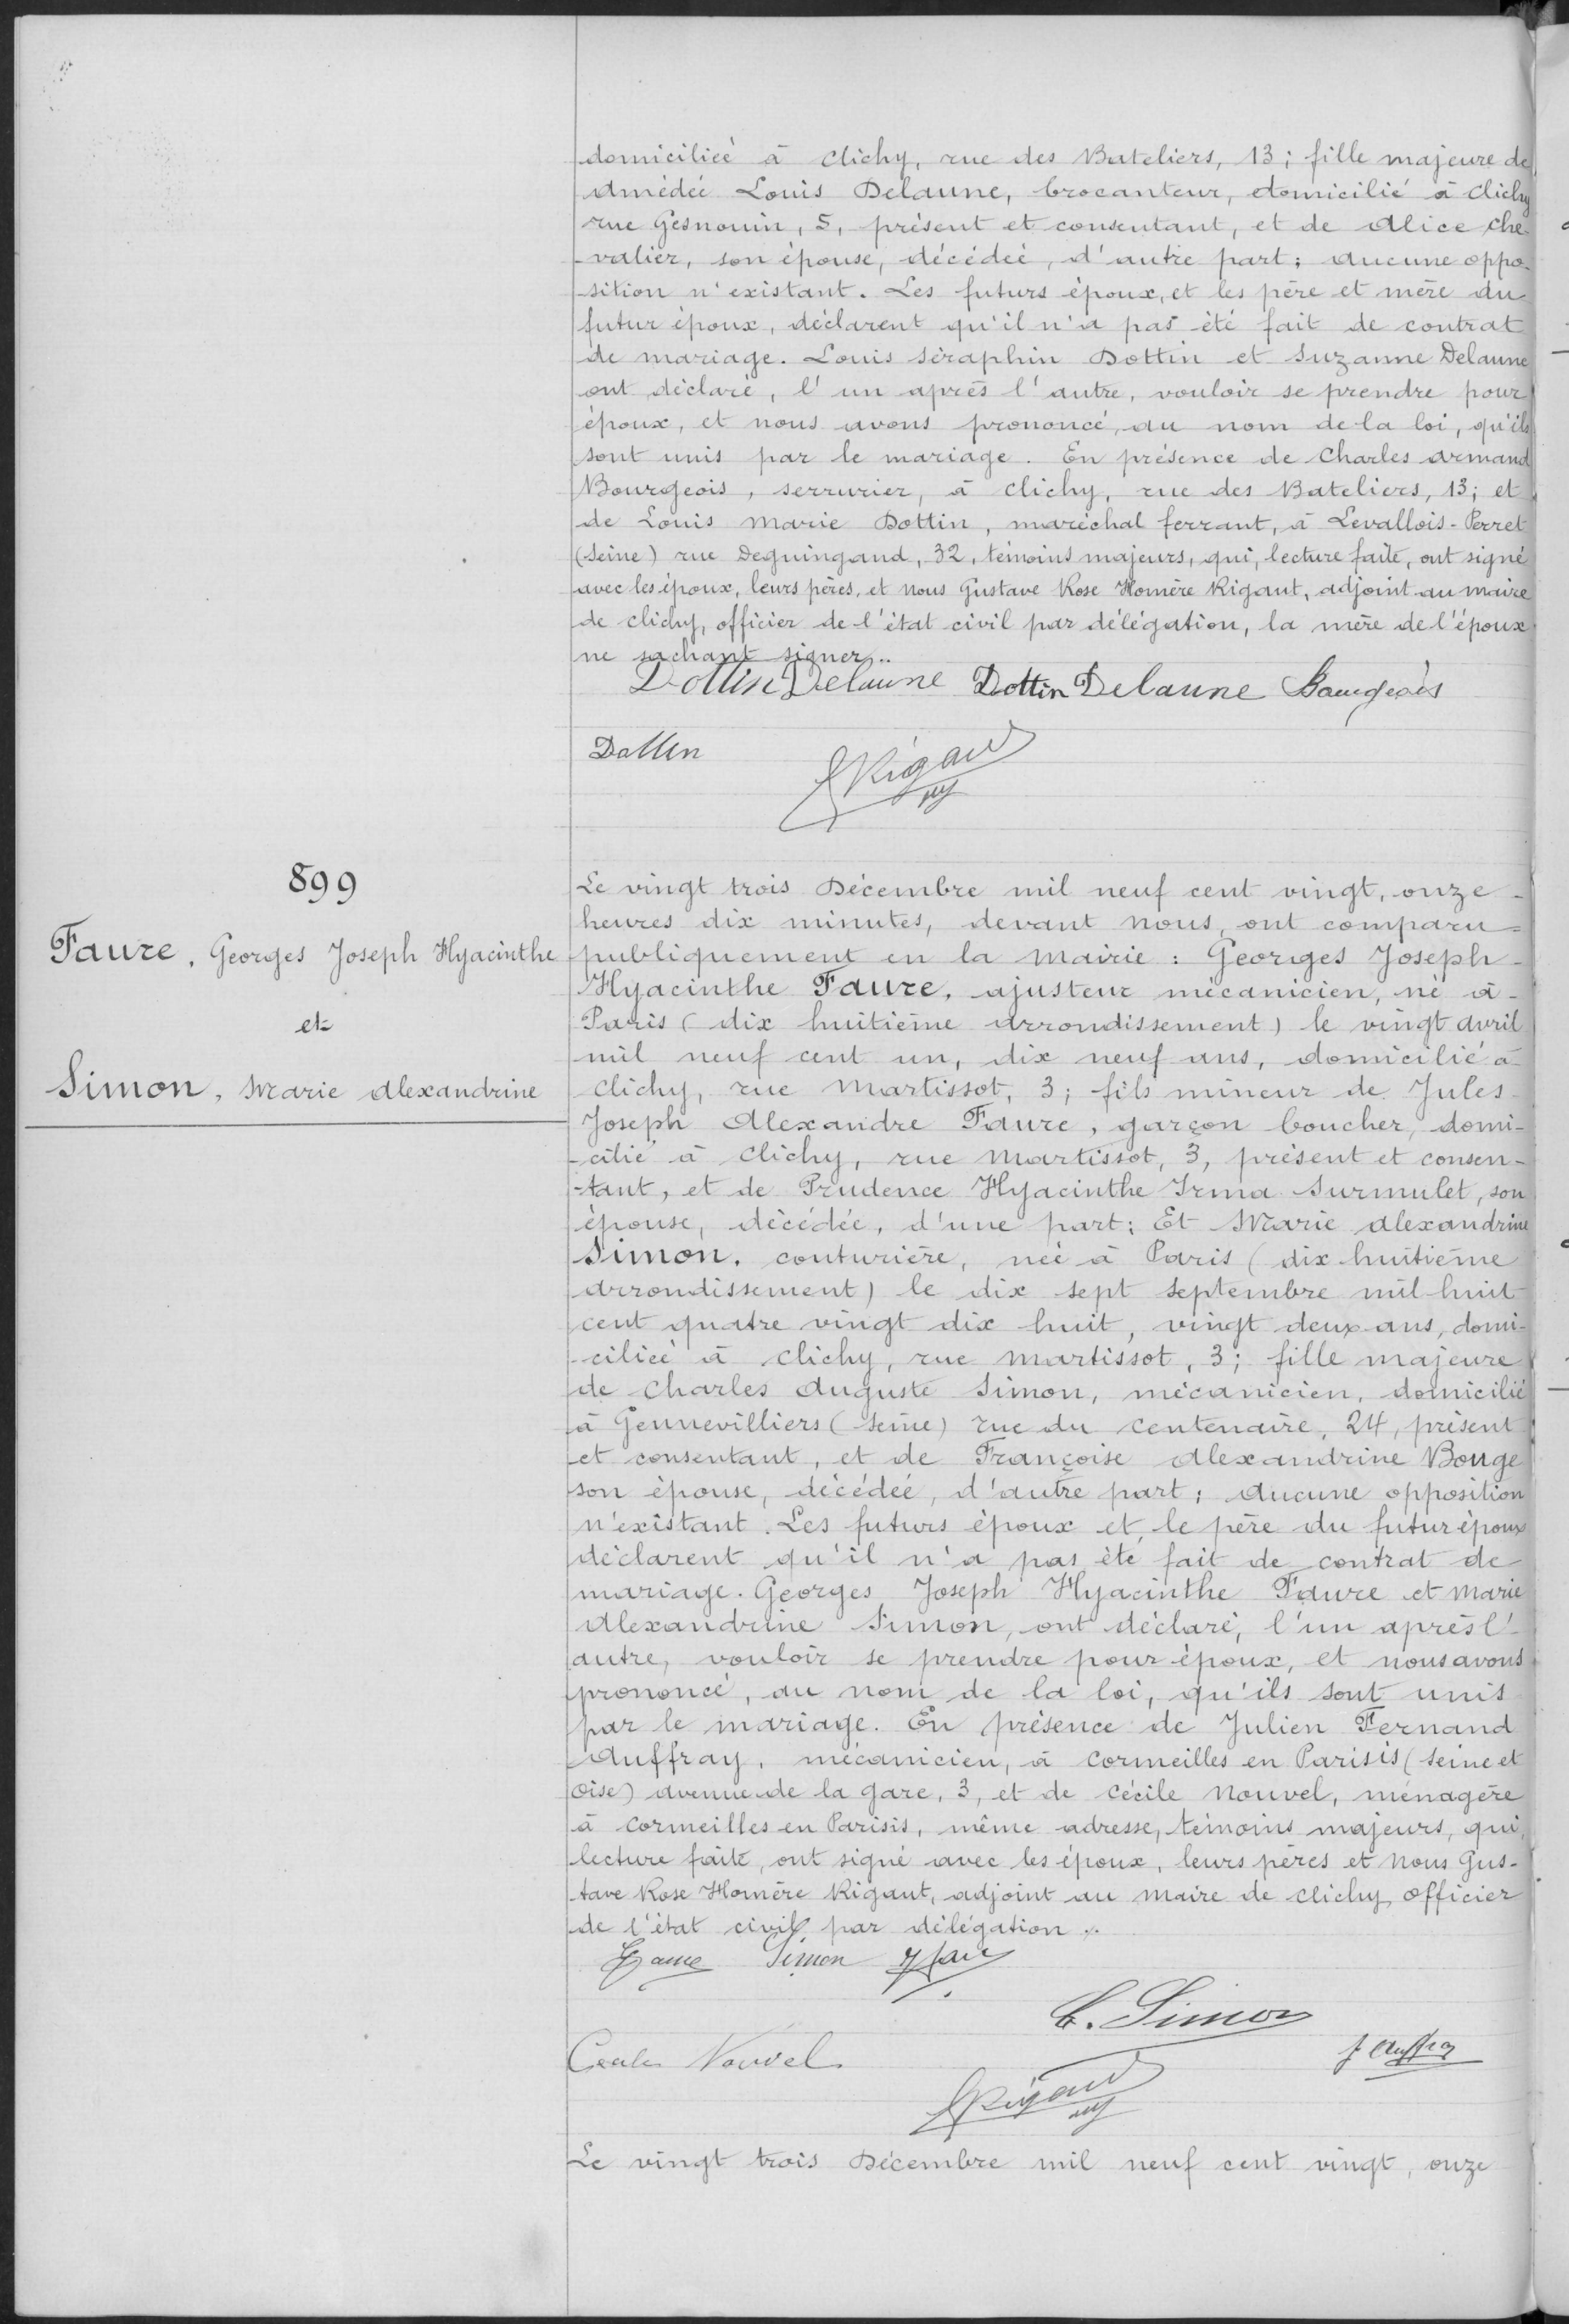 domiciliée à Clichy, rue des Bateliers, 13; fille majeure de
Amédée Louis Delaune, brocanteur, domicilié à Clichy
rue Gesnouin, 5, présent et consentant, et de Alice Che-
-valier, son épouse, décédée, d'autre part; aucune oppo-
sition n'existant. Les futurs époux, et les père et mère du
futur époux, déclarent qu'il n'a pas été fait de contrat
de mariage. Louis Séraphin Dottin et Suzanne Delaune
ont déclaré, l'un après l'autre, vouloir se prendre pour
époux, et nous avons prononcé, au nom de la loi, qu'ils
sont unis par le mariage. En présence de Charles Armand
Bourgeois, serrurier, à Clichy, rue des Bateliers, 13; et
de Louis Marie Dottin, maréchal ferrant, à Levallois-Perret
(Seine) rue Deguingand, 32, témoins majeurs, qui, lecture faite, ont signé
avec les époux, leurs pères, et Nous Gustave Rose Homère Rigaut, adjoint au maire
de Clichy, officier de l'état civil par délégation, la mère de l'époux
ne sachant signer..
Dottin Delaune Dottin Delaune Bourgeois
Dottin Rigaut
899
Faure, Georges Joseph Hyacinthe
et
Simon, Marie Alexandrine
Le vingt trois Décembre mil neuf cent vingt, onze-
heures dix minutes, devant Nous, ont comparu=
publiquement en la Mairie : Georges Joseph-
Hyacinthe Faure, ajusteur mécanicien, né à-
Paris (dix huitième arrondissement) le vingt avril
mil neuf cent un, dix neuf ans, domicilié à
Clichy, rue Martissot, 3; fils mineur de Jules-
Joseph Alexandre Faure, garçon boucher, domi-
-cilié à Clichy, rue Martissot, 3, présent et consen-
-tant, et de Prudence Hyacinthe Irma Surmulet, son
épouse, décédée, d'une part; Et Marie Alexandrine
Simon, couturière, née à Paris (dix huitième
arrondissement) le dix sept Septembre mil huit-
cent quatre vingt dix huit, vingt deux ans, domi-
-ciliée à Clichy, rue Martissot, 3; fille majeure
de Charles Auguste Simon, mécanicien, domicilié
à Gennevilliers (Seine) rue du Centenaire, 24, présent
et consentant, et de Françoise Alexandrine Bouge
son épouse, décédée, d'autre part; aucune opposition
n'existant. Les futurs époux et le père du futur époux
déclarent qu'il n'a pas été fait de contrat de
mariage. Georges Joseph Hyacinthe Faure et Marie
Alexandrine Simon, ont déclaré, l'un après l'-
autre, vouloir se prendre pour époux, et nous avons
prononcé, au nom de la loi, qu'ils sont unis
par le mariage. En présence de Julien Fernand
Auffray, mécanicien, à Cormeilles en Parisis (Seine et
Oise) avenue de la Gare, 3, et de Cécile Nouvel, ménagère
à Cormeilles en Parisis, même adresse, témoins majeurs, qui,
lecture faite, ont signé avec les époux, leurs pères et Nous Gus-
tave Rose Homère Rigaut, adjoint au Maire de Clichy, officier
de l'état civil par délégation ..
Faure Simon
C. Simon
Cecile Nouvel J Auffray
Rigaut
Le vingt trois Décembre mil neuf cent vingt, onze